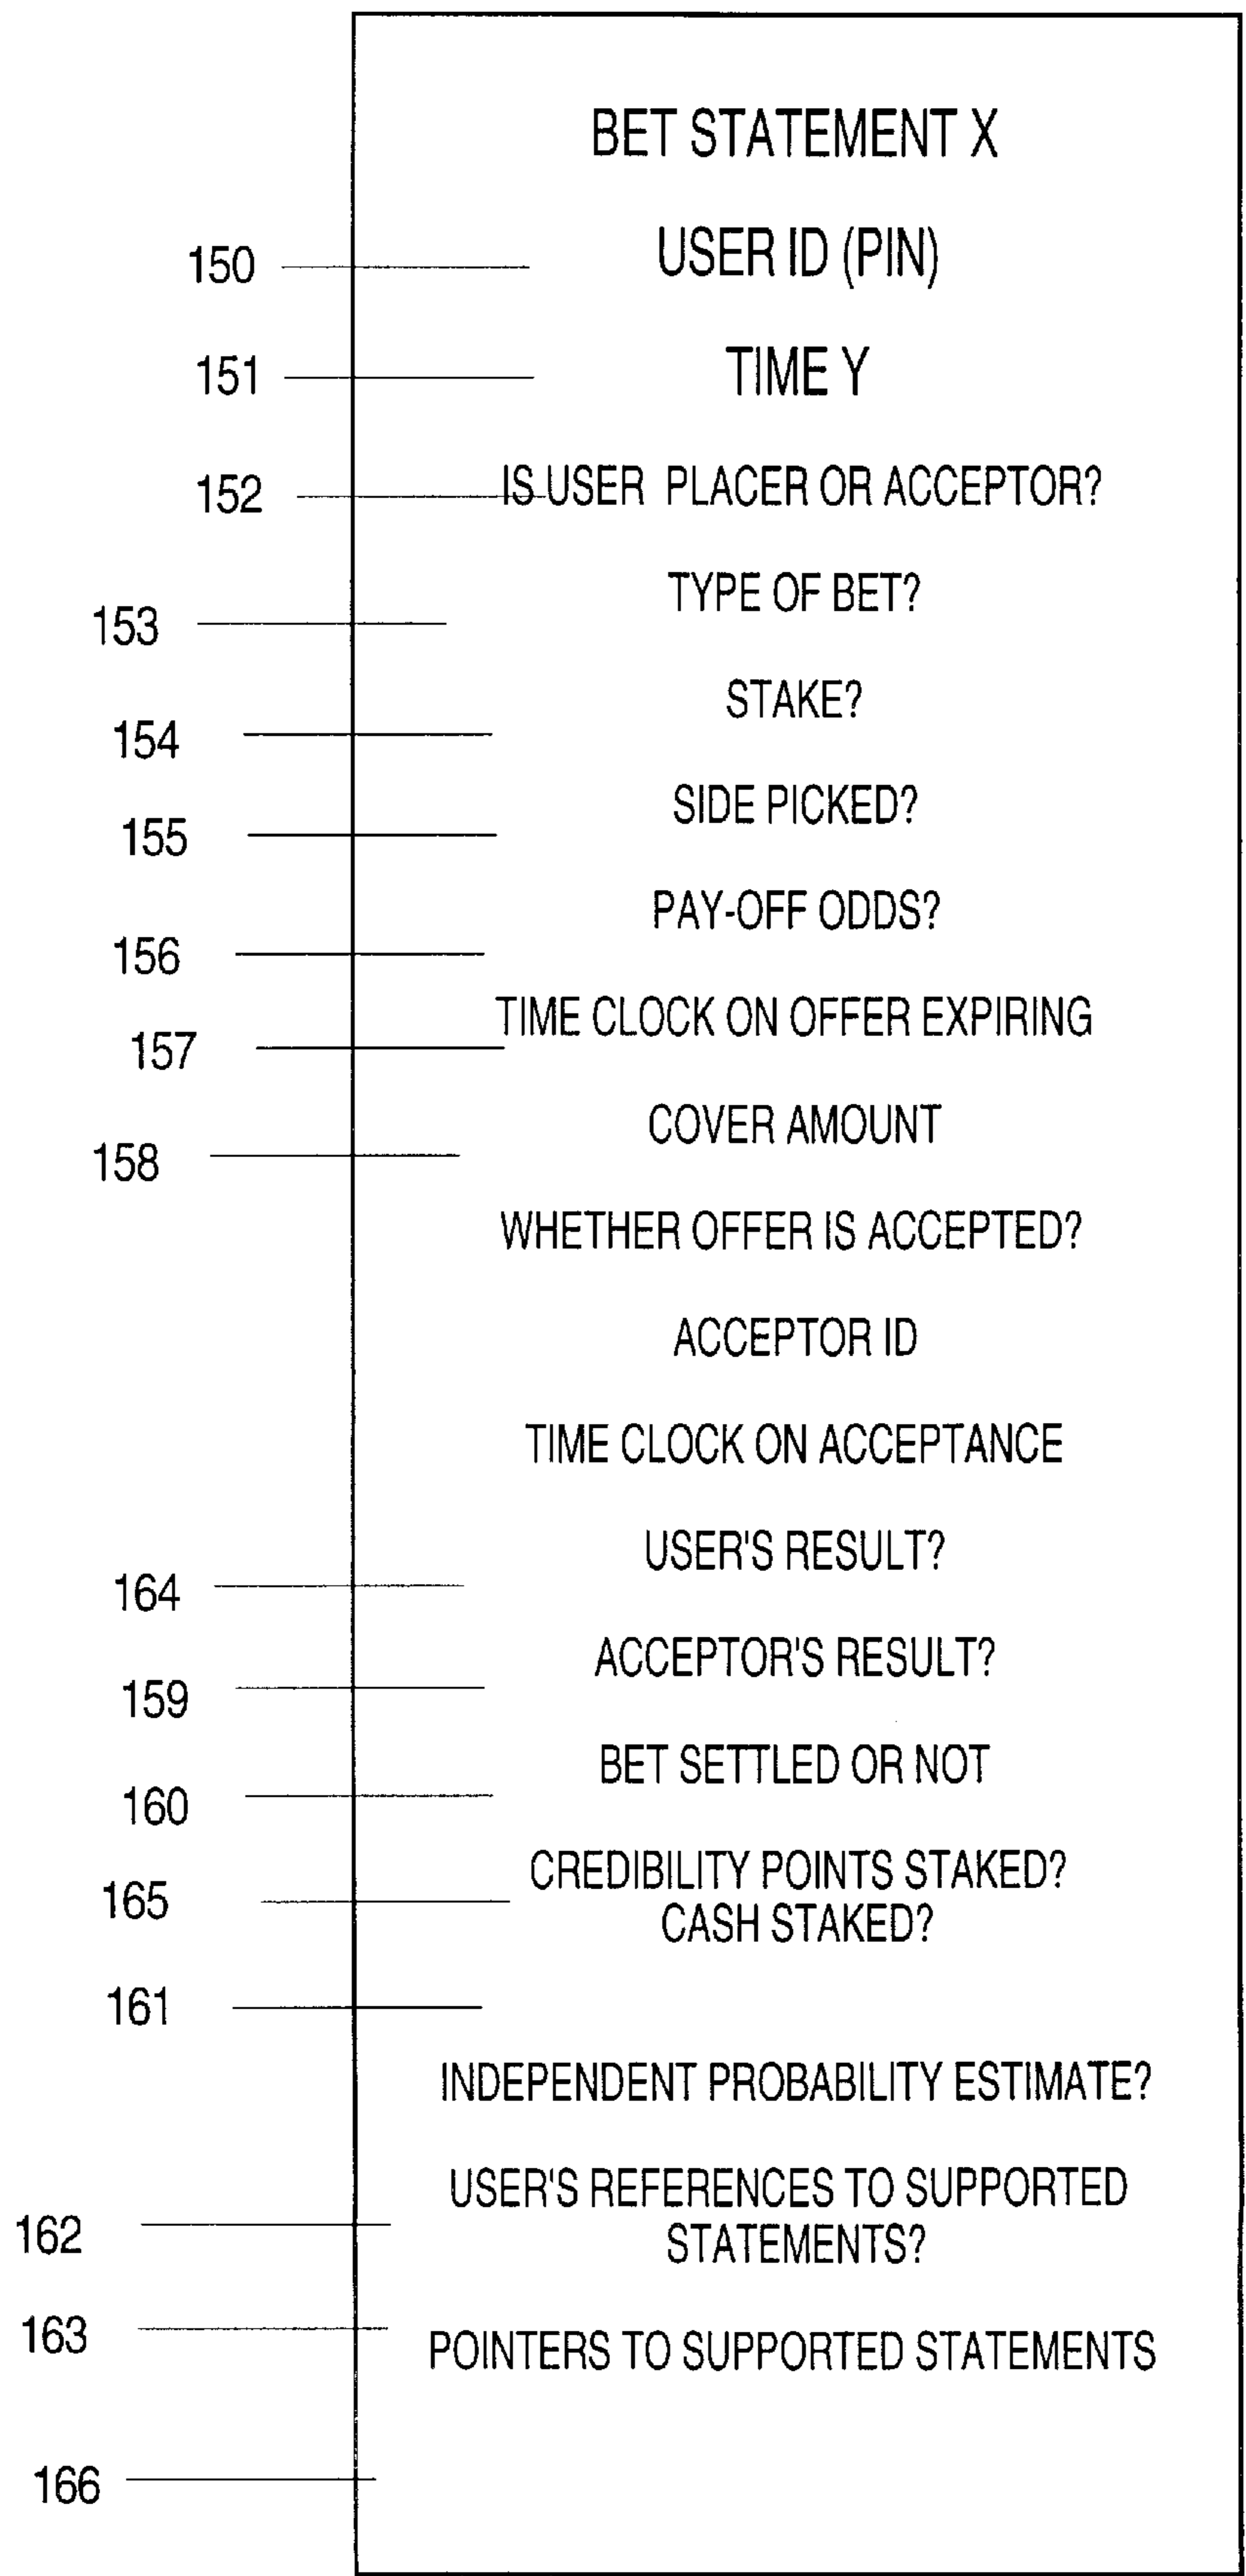 BET STATEMENT X
150 USER ID (PIN)
151 TIME Y
152 IS USER PLACER OR ACCEPTOR?
TYPE OF BET?
153
STAKE?
154
SIDE PICKED?
155
PAY-OFF ODDS?
156
TIME CLOCK ON OFFER EXPIRING
157
COVER AMOUNT
158
WHETHER OFFER IS ACCEPTED?
ACCEPTOR ID
TIME CLOCK ON ACCEPTANCE
USER'S RESULT?
164
ACCEPTOR'S RESULT?
159
BET SETTLED OR NOT
160
CREDIBILITY POINTS STAKED?
165
CASH STAKED?
161
INDEPENDENT PROBABILITY ESTIMATE?
USER'S REFERENCES TO SUPPORTED
162
STATEMENTS?
163
POINTERS TO SUPPORTED STATEMENTS
166